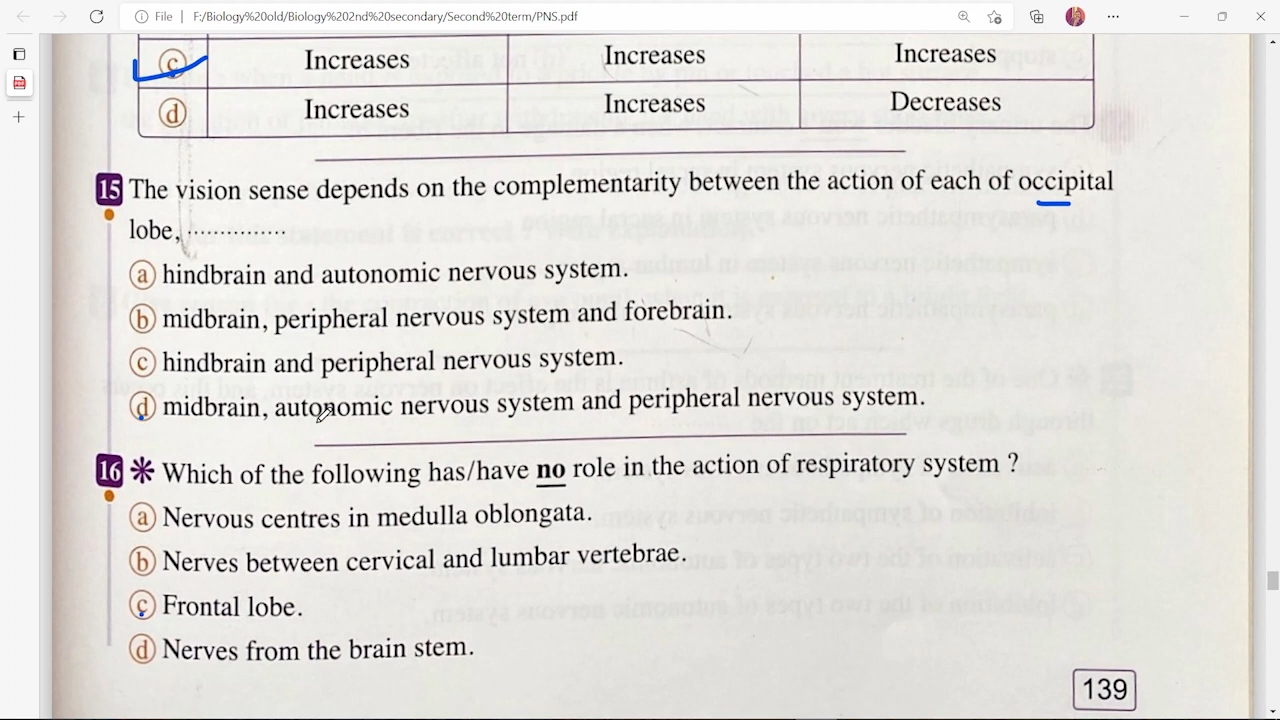 File | F:/Biology%20old/Biology%202nd%20secondary/Second%20term/PNS.pdf
c Increases Increases Increases
d Increases Increases Decreases
15 The vision sense depends on the complementarity between the action of each of occipital
lobe, ..............
a hindbrain and autonomic nervous system.
b midbrain, peripheral nervous system and forebrain.
c hindbrain and peripheral nervous system.
d midbrain, autonomic nervous system and peripheral nervous system.
16 * Which of the following has/have no role in the action of respiratory system ?
a Nervous centres in medulla oblongata.
b Nerves between cervical and lumbar vertebrae.
c Frontal lobe.
d Nerves from the brain stem.
139